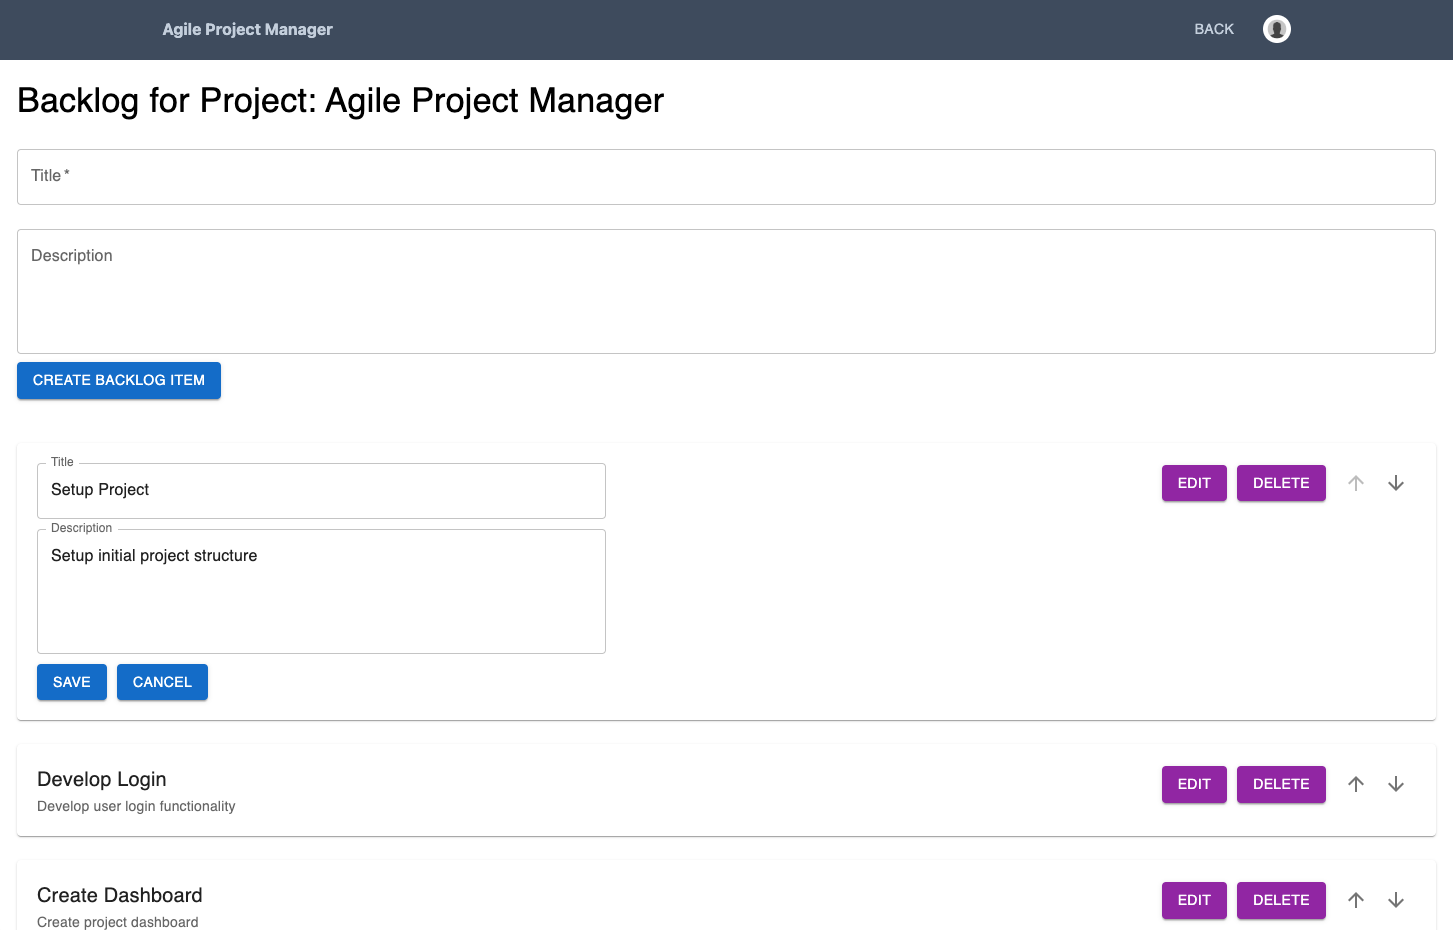 Agile Project Manager
BACK
Backlog for Project: Agile Project Manager
Title *
Description
CREATE BACKLOG ITEM
Title
Setup Project
EDIT DELETE
Description
Setup initial project structure
SAVE CANCEL
Develop Login
Develop user login functionality
EDIT DELETE
Create Dashboard
Create project dashboard
EDIT DELETE